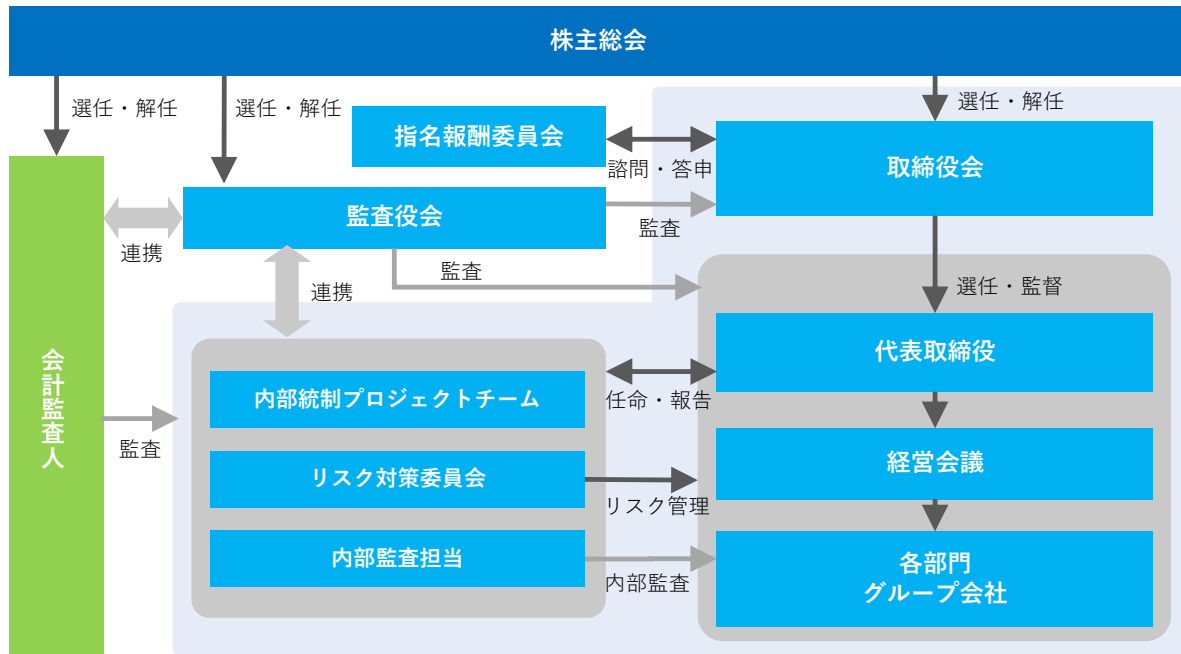 株主総会
選任・解任
選任・解任
選任・解任
指名報酬委員会
諮問・答申
取締役会
監査役会
監査
連携
監査
連携
選任・監督
会計監査人
代表取締役
内部統制プロジェクトチーム
任命・報告
監査
リスク対策委員会
リスク管理
経営会議
内部監査担当
内部監査
各部門
グループ会社